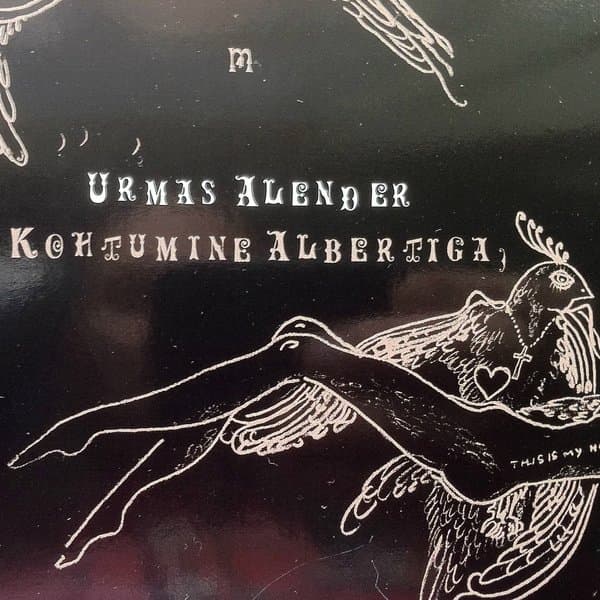 m
URMAS ALENDER
KOHTUMINE ALBERTIGA
THIS IS MY